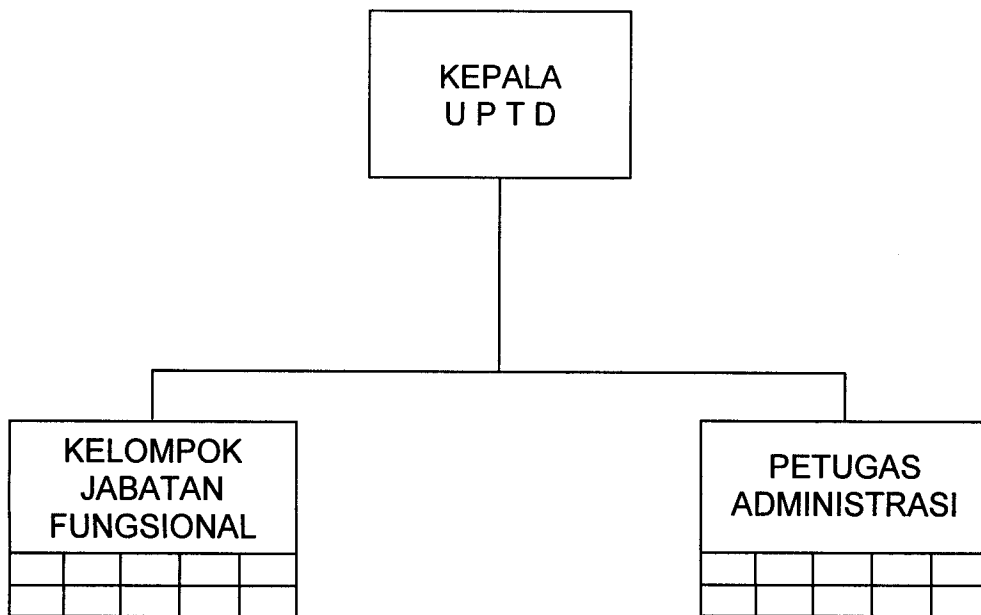 KEPALA
U P T D
KELOMPOK
JABATAN
FUNGSIONAL
PETUGAS
ADMINISTRASI